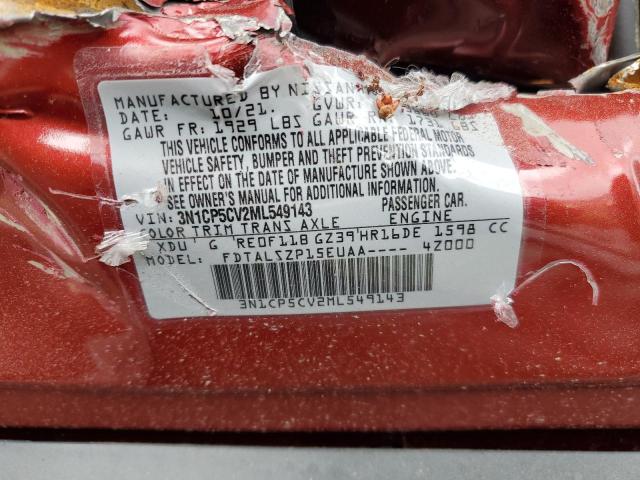 MANUFACTURED BY NISSAN
DATE: 10/21. GVWR: LBS
GAWR FR: 1929 LBS GAWR RR: 1731 LBS
THIS VEHICLE CONFORMS TO ALL APPLICABLE FEDERAL MOTOR
VEHICLE SAFETY, BUMPER AND THEFT PREVENTION STANDARDS
IN EFFECT ON THE DATE OF MANUFACTURE SHOWN ABOVE.
SEE OWNER'S MANUAL FOR ADDITIONAL INFORMATION.
VIN: 3N1CP5CV2ML549143 PASSENGER CAR.
COLOR TRIM TRANS AXLE ENGINE
XDU G RE0F11B GZ39 HR16DE 1598 CC
MODEL: FDTALSZP15EUAA---- 4Z000
3N1CP5CV2ML549143